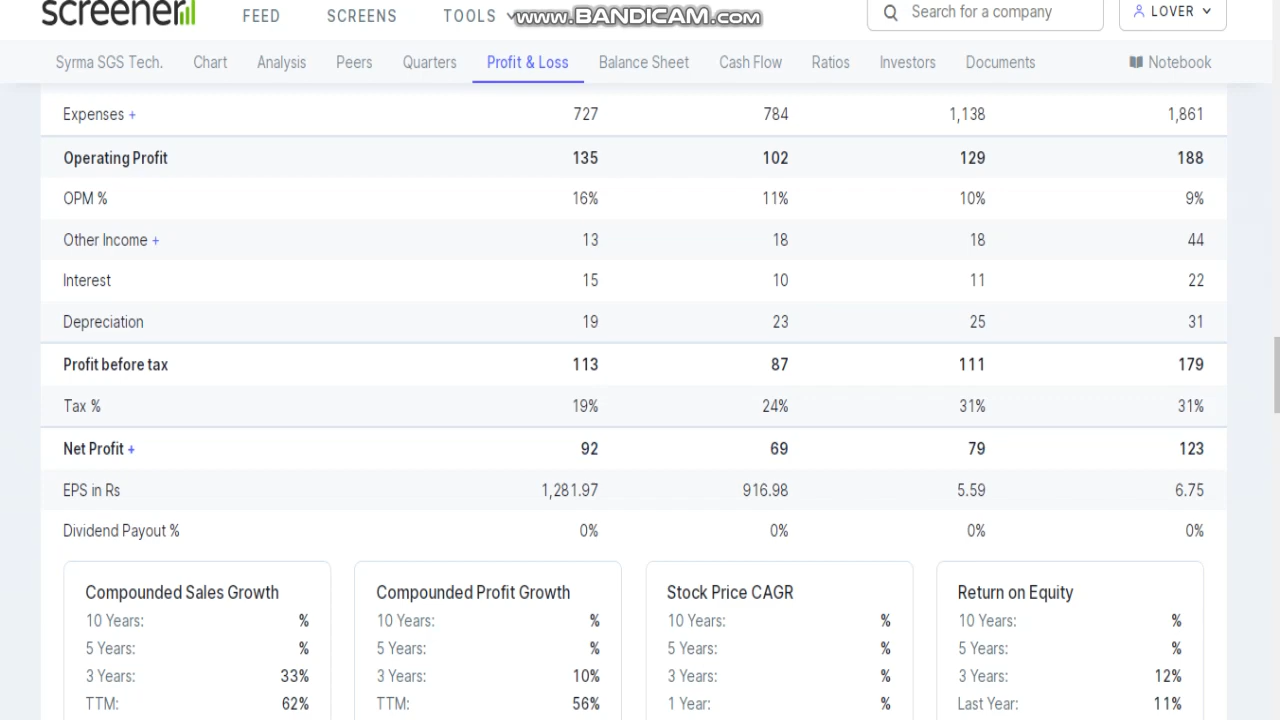 screener
FEED SCREENS TOOLS www.BANDICAM.com Search for a company LOVER
Syrma SGS Tech. Chart Analysis Peers Quarters Profit & Loss Balance Sheet Cash Flow Ratios Investors Documents Notebook
Expenses + 727 784 1,138 1,861
Operating Profit 135 102 129 188
OPM % 16% 11% 10% 9%
Other Income + 13 18 18 44
Interest 15 10 11 22
Depreciation 19 23 25 31
Profit before tax 113 87 111 179
Tax % 19% 24% 31% 31%
Net Profit + 92 69 79 123
EPS in Rs 1,281.97 916.98 5.59 6.75
Dividend Payout % 0% 0% 0% 0%
Compounded Sales Growth
10 Years: %
5 Years: %
3 Years: 33%
TTM: 62%
Compounded Profit Growth
10 Years: %
5 Years: %
3 Years: 10%
TTM: 56%
Stock Price CAGR
10 Years: %
5 Years: %
3 Years: %
1 Year: %
Return on Equity
10 Years: %
5 Years: %
3 Years: 12%
Last Year: 11%